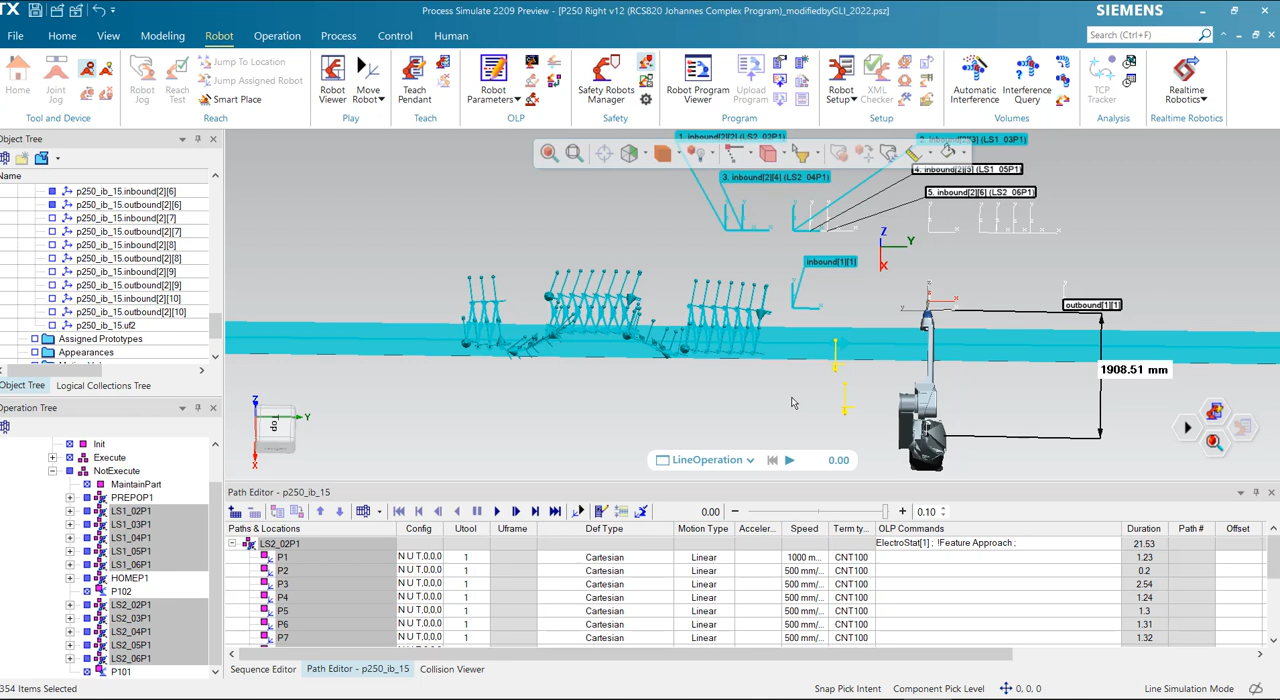 TX
Process Simulate 2209 Preview - [P250 Right v12 (RCS820 Johannes Complex Program)_modifiedbyGLI_2022.psz]
SIEMENS
File Home View Modeling Robot Operation Process Control Human
Search (Ctrl+F)
Home
Joint Jog
Tool and Device
Robot Jog
Reach Test
Jump To Location
Jump Assigned Robot
Smart Place
Reach
Robot Viewer
Move Robot
Play
Teach Pendant
Teach
Robot Parameters
OLP
Safety Robots Manager
Safety
Robot Program Viewer
Upload Program
Program
Robot Setup
XML Checker
Setup
Automatic Interference
Interference Query
Volumes
TCP Tracker
Analysis
Realtime Robotics
Realtime Robotics
Object Tree
Name
p250_ib_15.inbound[2][6]
p250_ib_15.outbound[2][6]
p250_ib_15.inbound[2][7]
p250_ib_15.outbound[2][7]
p250_ib_15.inbound[2][8]
p250_ib_15.outbound[2][8]
p250_ib_15.inbound[2][9]
p250_ib_15.outbound[2][9]
p250_ib_15.inbound[2][10]
p250_ib_15.outbound[2][10]
p250_ib_15.uf2
Assigned Prototypes
Appearances
Object Tree Logical Collections Tree
1. inbound[2][2] (LS2_02P1)
2. inbound[2][3] (LS1_03P1)
3. inbound[2][4] (LS2_04P1)
4. inbound[2][5] (LS1_05P1)
5. inbound[2][6] (LS2_06P1)
Z
Y
X
inbound[1][1]
outbound[1][1]
1908.51 mm
Z
Top
Y
X
LineOperation 0.00
Operation Tree
Init
Execute
NotExecute
MaintainPart
PREPOP1
LS1_02P1
LS1_03P1
LS1_04P1
LS1_05P1
LS1_06P1
HOMEP1
P102
LS2_02P1
LS2_03P1
LS2_04P1
LS2_05P1
LS2_06P1
P101
Path Editor - p250_ib_15
0.00 0.10
Paths & Locations Config Utool Uframe Def Type Motion Type Acceler... Speed Term ty... OLP Commands Duration Path # Offset
LS2_02P1 ElectroStat[1] ; !Feature Approach ; 21.53
P1 N U T,0,0,0 1 Cartesian Linear 1000 m... CNT100 1.23
P2 N U T,0,0,0 1 Cartesian Linear 500 mm/... CNT100 0.2
P3 N U T,0,0,0 1 Cartesian Linear 500 mm/... CNT100 2.54
P4 N U T,0,0,0 1 Cartesian Linear 500 mm/... CNT100 1.24
P5 N U T,0,0,0 1 Cartesian Linear 500 mm/... CNT100 1.3
P6 N U T,0,0,0 1 Cartesian Linear 500 mm/... CNT100 1.31
P7 N U T,0,0,0 1 Cartesian Linear 500 mm/... CNT100 1.32
Sequence Editor Path Editor - p250_ib_15 Collision Viewer
354 Items Selected
Snap Pick Intent Component Pick Level 0, 0, 0 Line Simulation Mode